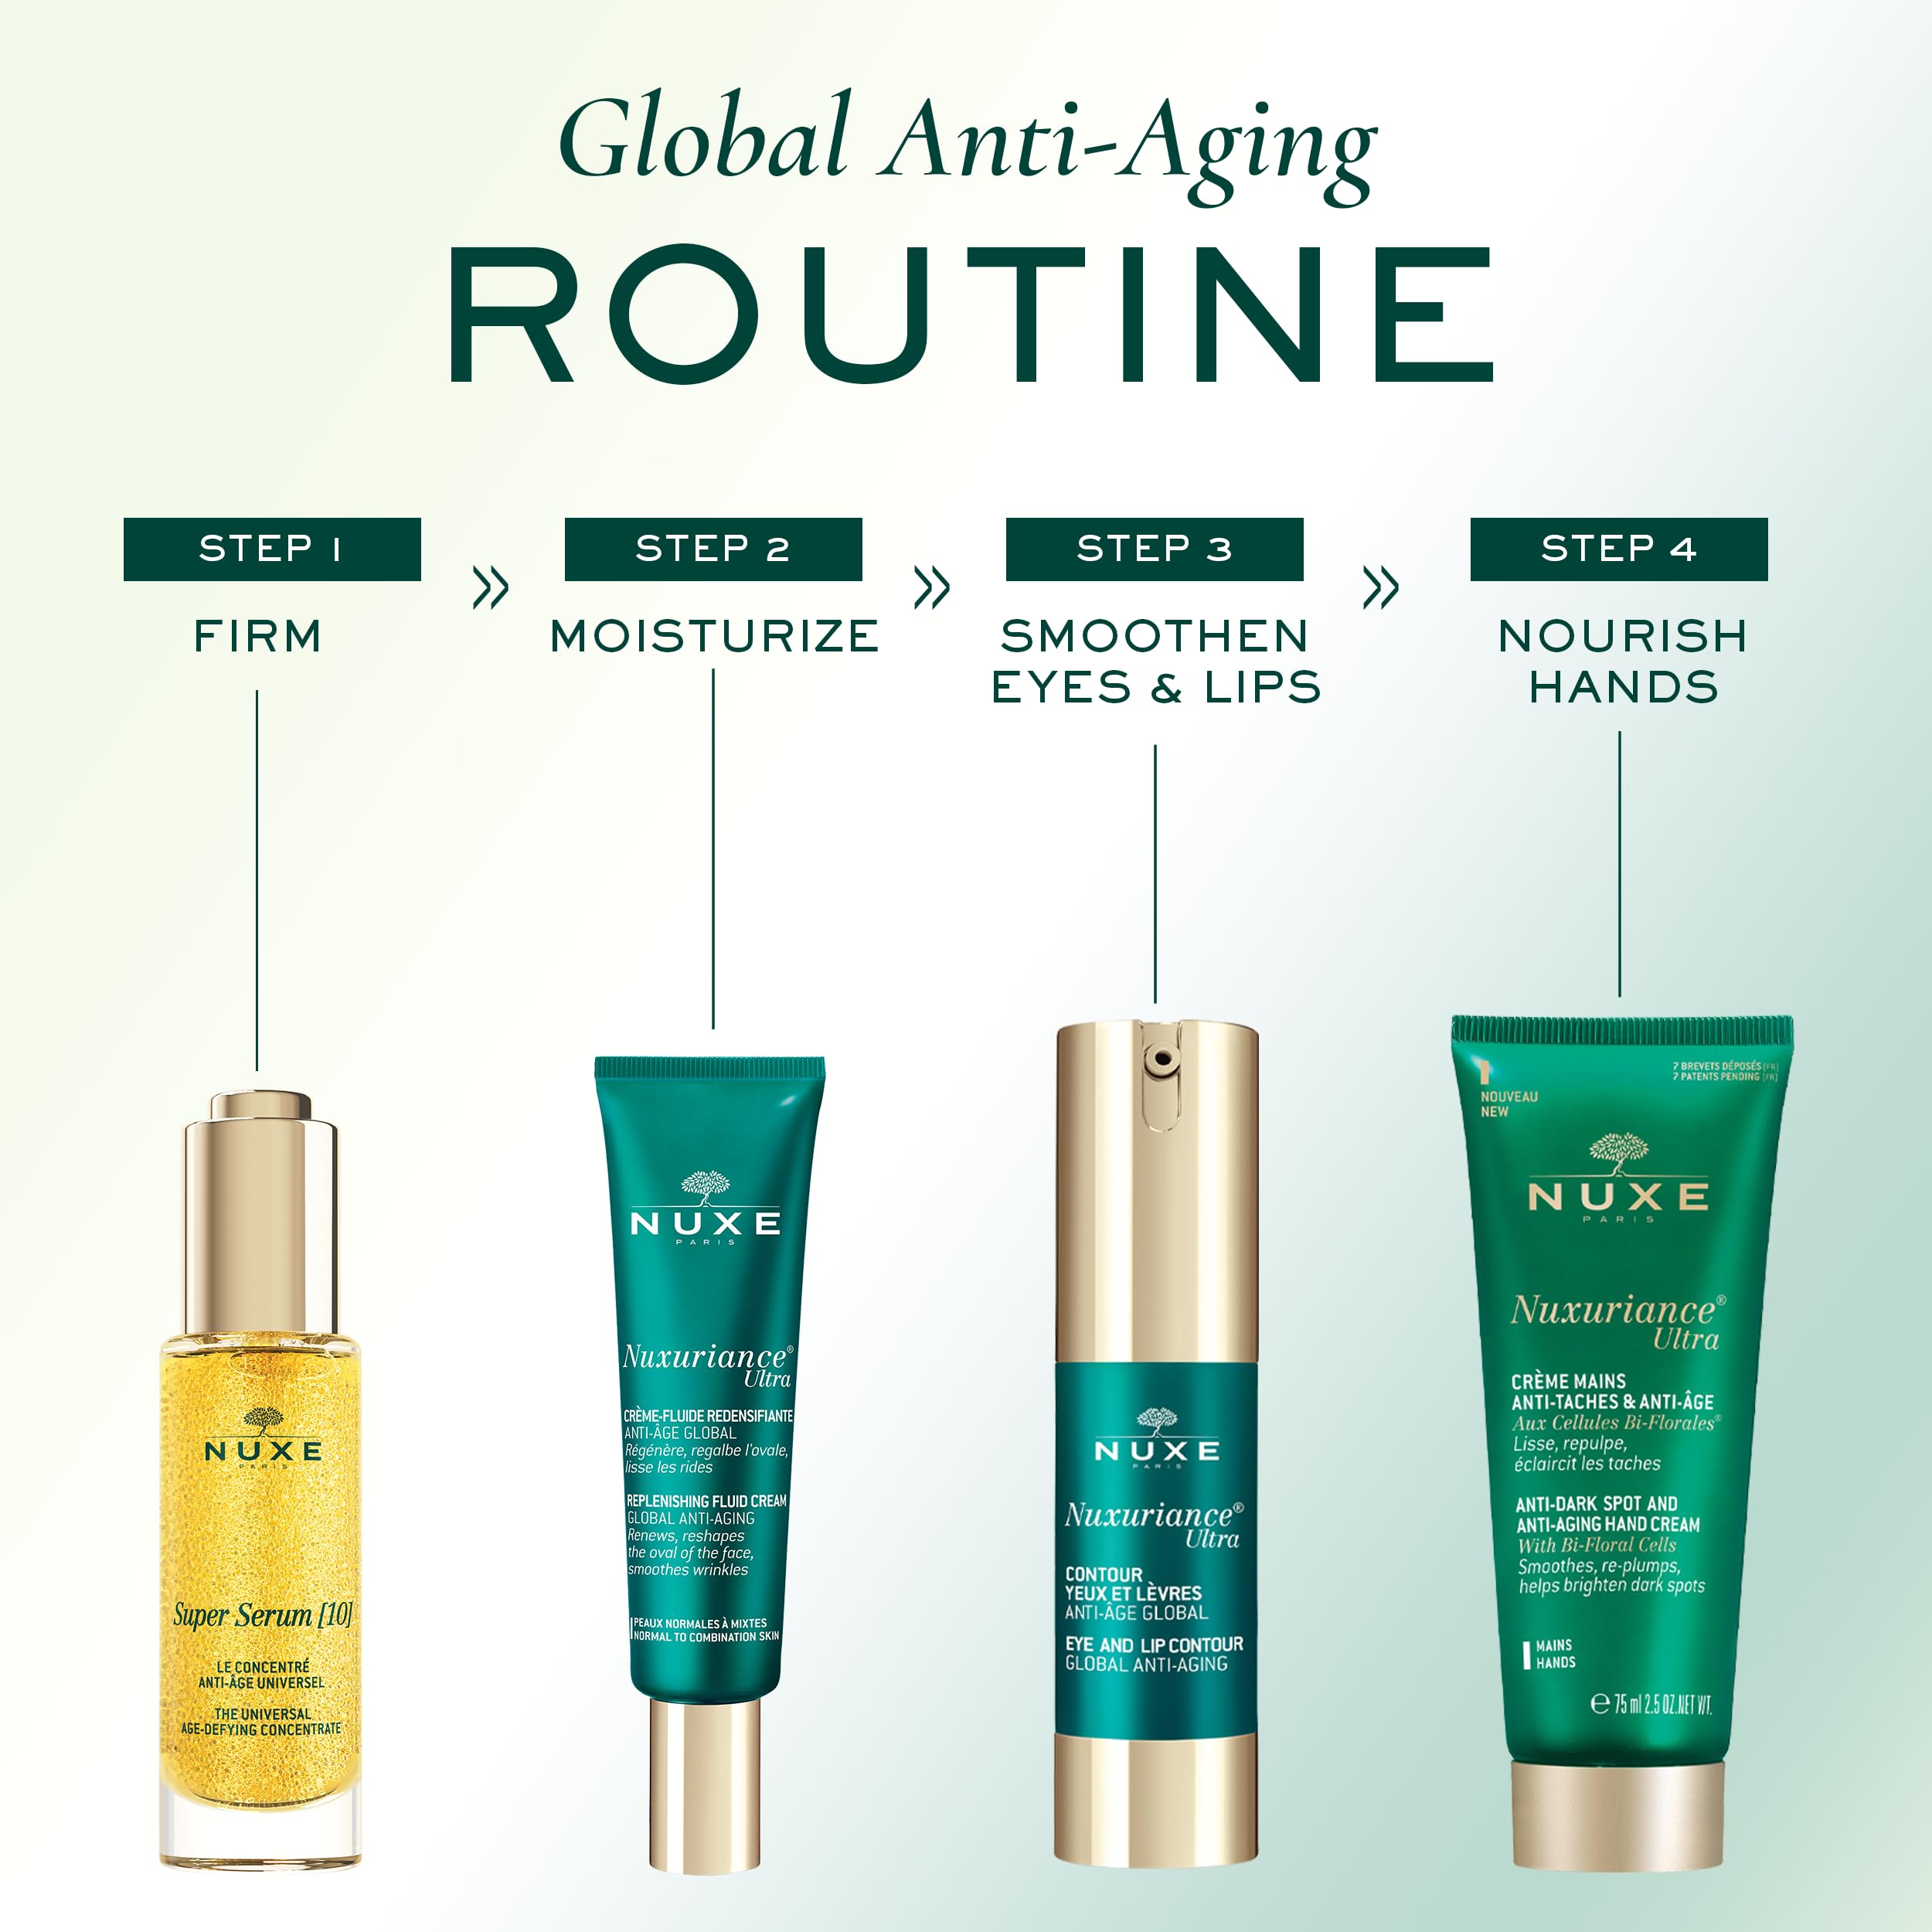 Global Anti-Aging
ROUTINE
STEP 1
FIRM
»
STEP 2
MOISTURIZE
»
STEP 3
SMOOTHEN
EYES & LIPS
»
STEP 4
NOURISH
HANDS
NUXE
PARIS
Super Serum [10]
LE CONCENTRÉ
ANTI-ÂGE UNIVERSEL
THE UNIVERSAL
AGE-DEFYING CONCENTRATE
NUXE
PARIS
Nuxuriance®
Ultra
CRÈME-FLUIDE REDENSIFIANTE
ANTI-ÂGE GLOBAL
Régénère, regalbe l'ovale,
lisse les rides
REPLENISHING FLUID CREAM
GLOBAL ANTI-AGING
Renews, reshapes
the oval of the face,
smoothes wrinkles
PEAUX NORMALES À MIXTES
NORMAL TO COMBINATION SKIN
NUXE
PARIS
Nuxuriance®
Ultra
CONTOUR
YEUX ET LÈVRES
ANTI-ÂGE GLOBAL
EYE AND LIP CONTOUR
GLOBAL ANTI-AGING
7 BREVETS DÉPOSÉS [FR]
7 PATENTS PENDING [FR]
NOUVEAU
NEW
NUXE
PARIS
Nuxuriance®
Ultra
CRÈME MAINS
ANTI-TACHES & ANTI-ÂGE
Aux Cellules Bi-Florales®
Lisse, repulpe,
éclaircit les taches
ANTI-DARK SPOT AND
ANTI-AGING HAND CREAM
With Bi-Floral Cells
Smoothes, re-plumps,
helps brighten dark spots
MAINS
HANDS
℮ 75 ml 2.5 OZ.NET WT.